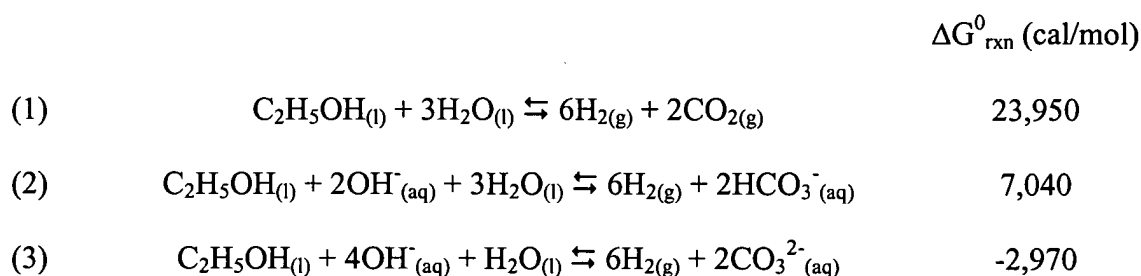 ΔG⁰rxn (cal/mol)
(1) C₂H₅OH₍ₗ₎ + 3H₂O₍ₗ₎ ⇆ 6H₂(g) + 2CO₂(g) 23,950
(2) C₂H₅OH₍ₗ₎ + 2OH⁻(aq) + 3H₂O₍ₗ₎ ⇆ 6H₂(g) + 2HCO₃⁻(aq) 7,040
(3) C₂H₅OH₍ₗ₎ + 4OH⁻(aq) + H₂O₍ₗ₎ ⇆ 6H₂(g) + 2CO₃²⁻(aq) -2,970